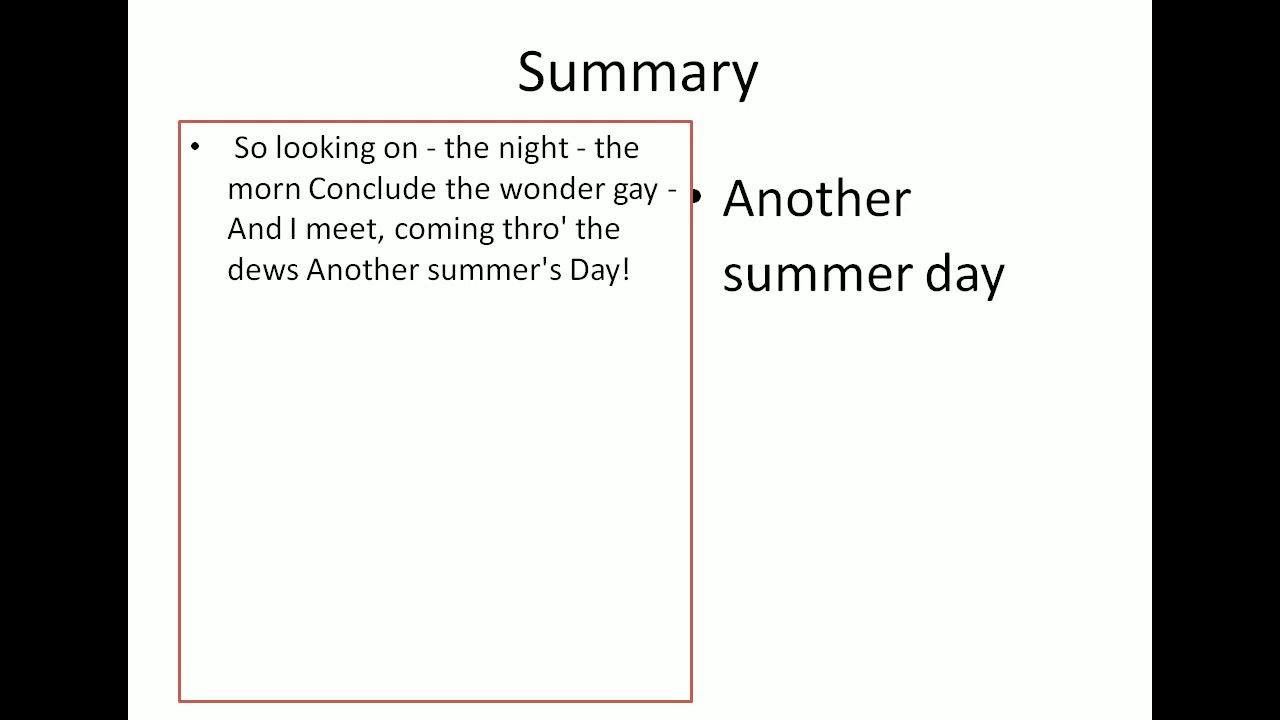 Summary
• So looking on - the night - the
morn Conclude the wonder gay -
And I meet, coming thro' the
dews Another summer's Day!
• Another
summer day